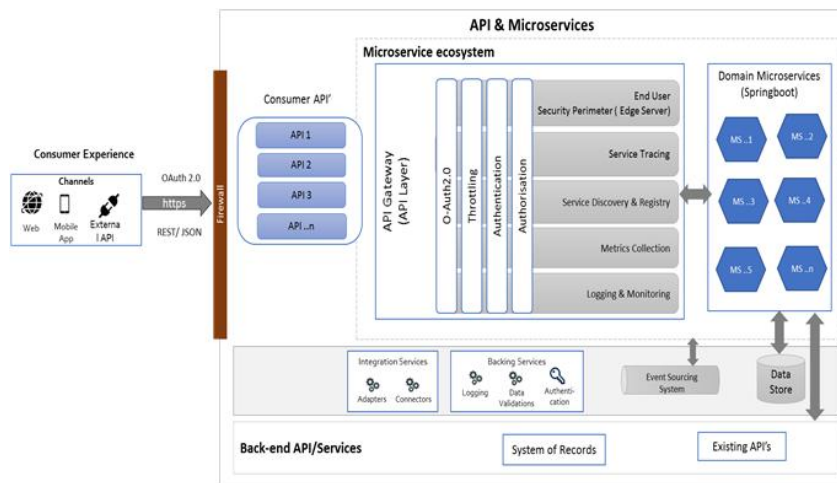 API & Microservices
Microservice ecosystem
Consumer Experience
Channels
Web
Mobile
App
Externa
l API
OAuth 2.0
https
REST/ JSON
Firewall
Consumer API'
API 1
API 2
API 3
API ..n
API Gateway
(API Layer)
O-Auth2.0
Throttling
Authentication
Authorisation
End User
Security Perimeter ( Edge Server)
Service Tracing
Service Discovery & Registry
Metrics Collection
Logging & Monitoring
Domain Microservices
(Springboot)
MS ..1
MS ..2
MS ..3
MS ..4
MS ..5
MS ..n
Integration Services
Adapters
Connectors
Backing Services
Logging
Data
Validations
Authenti-
cation
Event Sourcing
System
Data
Store
Back-end API/Services
System of Records
Existing API's